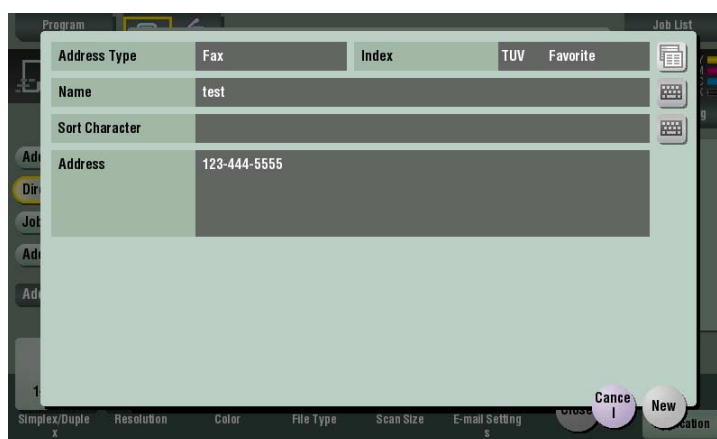 Program
Job List
Address Type
Fax
Index
TUV Favorite
Name
test
Sort Character
Address
123-444-5555
Cance
l
New
Simplex/Duple
x
Resolution
Color
File Type
Scan Size
E-mail Setting
s